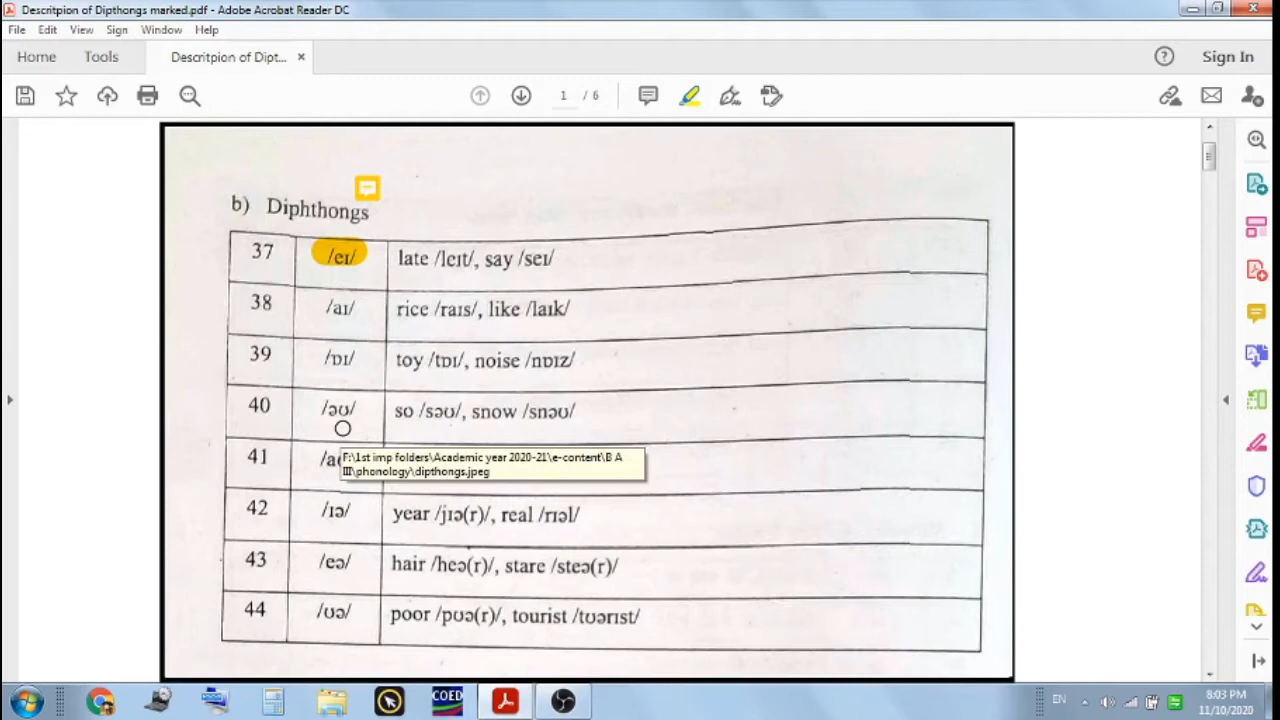 Descritpion of Dipthongs marked.pdf - Adobe Acrobat Reader DC
File Edit View Sign Window Help
Home Tools Descritpion of Dipt... ×
Sign In
1 / 6
b) Diphthongs
37 /eɪ/ late /leɪt/, say /seɪ/
38 /aɪ/ rice /raɪs/, like /laɪk/
39 /ɒɪ/ toy /tɒɪ/, noise /nɒɪz/
40 /əʊ/ so /səʊ/, snow /snəʊ/
41
F:\1st imp folders\Academic year 2020-21\e-content\B A
III\phonology\dipthongs.jpeg
42 /ɪə/ year /jɪə(r)/, real /rɪəl/
43 /eə/ hair /heə(r)/, stare /steə(r)/
44 /ʊə/ poor /pʊə(r)/, tourist /tʊərɪst/
COED
EN 8:03 PM
11/10/2020